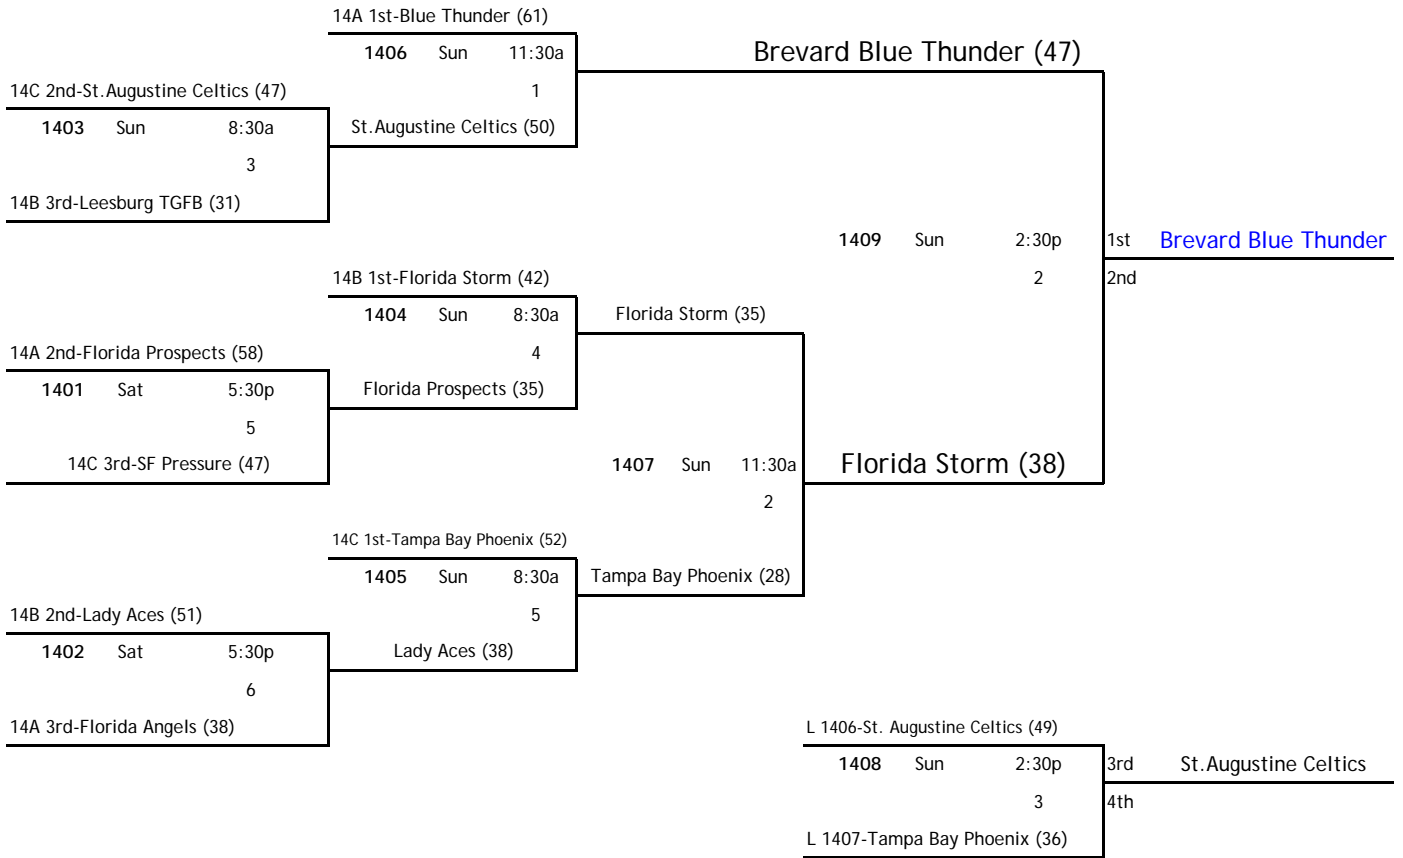 14A 1st-Blue Thunder (61)
1406 Sun 11:30a
Brevard Blue Thunder (47)
14C 2nd-St.Augustine Celtics (47)
1
1403 Sun 8:30a
St.Augustine Celtics (50)
3
14B 3rd-Leesburg TGFB (31)
1409 Sun 2:30p
1st Brevard Blue Thunder
14B 1st-Florida Storm (42)
2
2nd
1404 Sun 8:30a
Florida Storm (35)
14A 2nd-Florida Prospects (58)
4
1401 Sat 5:30p
Florida Prospects (35)
5
14C 3rd-SF Pressure (47)
1407 Sun 11:30a
Florida Storm (38)
2
14C 1st-Tampa Bay Phoenix (52)
1405 Sun 8:30a
Tampa Bay Phoenix (28)
14B 2nd-Lady Aces (51)
5
1402 Sat 5:30p
Lady Aces (38)
6
14A 3rd-Florida Angels (38)
L 1406-St. Augustine Celtics (49)
1408 Sun 2:30p
3rd St.Augustine Celtics
3
4th
L 1407-Tampa Bay Phoenix (36)